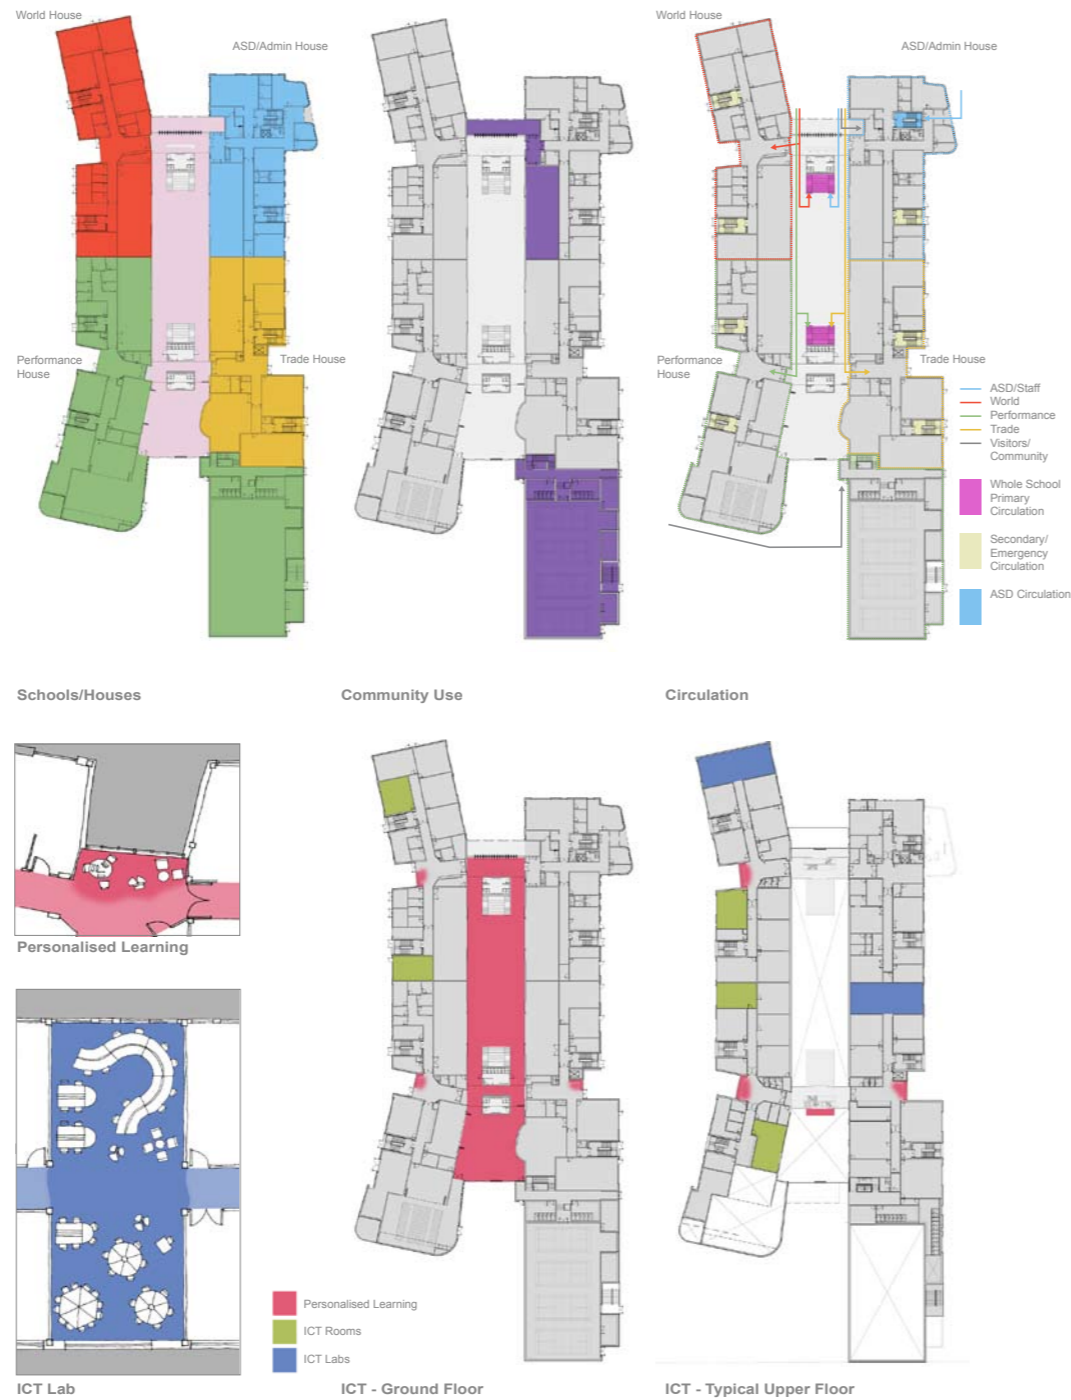 World House
ASD/Admin House
Performance
House
Trade House
World House
ASD/Admin House
Performance
House
Trade House
ASD/Staff
World
Performance
Trade
Visitors/
Community
Whole School
Primary
Circulation
Secondary/
Emergency
Circulation
ASD Circulation
Schools/Houses
Community Use
Circulation
Personalised Learning
Personalised Learning
ICT Rooms
ICT Labs
ICT Lab
ICT - Ground Floor
ICT - Typical Upper Floor